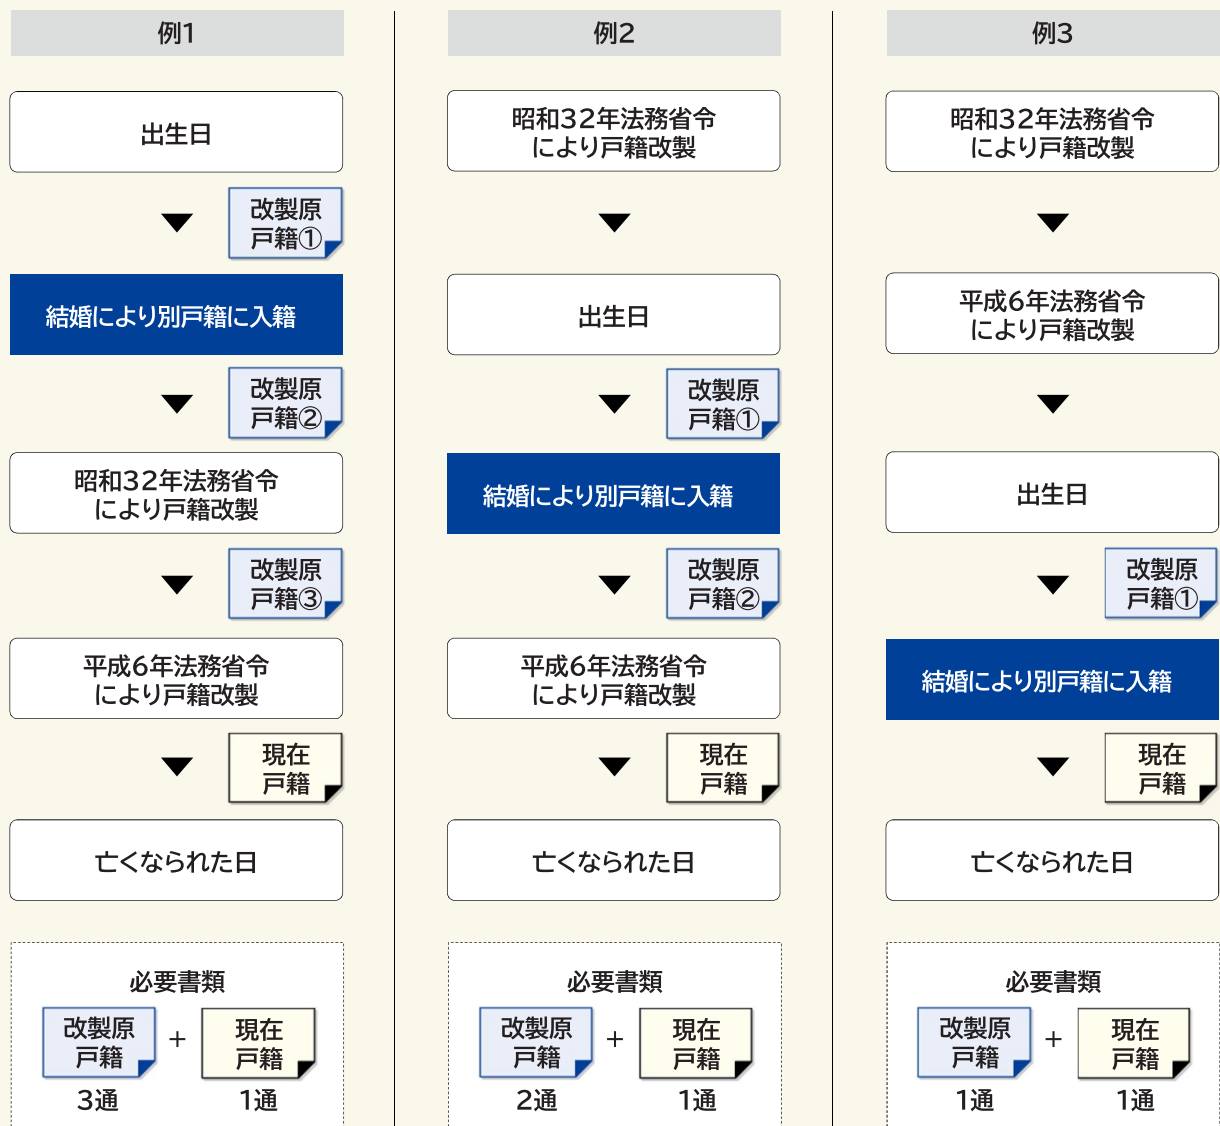 例1
出生日
改製原
戸籍①
結婚により別戸籍に入籍
改製原
戸籍②
昭和32年法務省令
により戸籍改製
改製原
戸籍③
平成6年法務省令
により戸籍改製
現在
戸籍
亡くなられた日
必要書類
改製原
戸籍
+
現在
戸籍
3通
1通
例2
昭和32年法務省令
により戸籍改製
出生日
改製原
戸籍①
結婚により別戸籍に入籍
改製原
戸籍②
平成6年法務省令
により戸籍改製
現在
戸籍
亡くなられた日
必要書類
改製原
戸籍
+
現在
戸籍
2通
1通
例3
昭和32年法務省令
により戸籍改製
平成6年法務省令
により戸籍改製
出生日
改製原
戸籍①
結婚により別戸籍に入籍
現在
戸籍
亡くなられた日
必要書類
改製原
戸籍
+
現在
戸籍
1通
1通